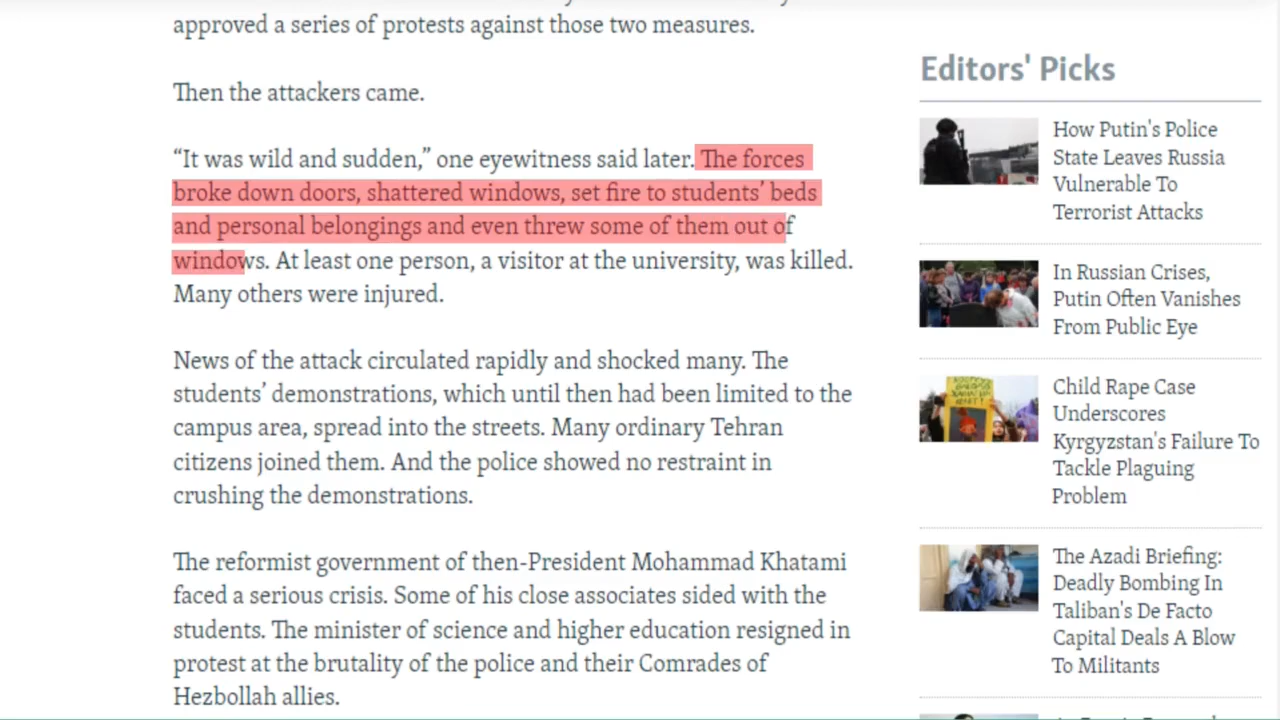 approved a series of protests against those two measures.
Then the attackers came.
“It was wild and sudden,” one eyewitness said later. The forces
broke down doors, shattered windows, set fire to students’ beds
and personal belongings and even threw some of them out of
windows. At least one person, a visitor at the university, was killed.
Many others were injured.
News of the attack circulated rapidly and shocked many. The
students’ demonstrations, which until then had been limited to the
campus area, spread into the streets. Many ordinary Tehran
citizens joined them. And the police showed no restraint in
crushing the demonstrations.
The reformist government of then-President Mohammad Khatami
faced a serious crisis. Some of his close associates sided with the
students. The minister of science and higher education resigned in
protest at the brutality of the police and their Comrades of
Hezbollah allies.
Editors' Picks
How Putin's Police
State Leaves Russia
Vulnerable To
Terrorist Attacks
In Russian Crises,
Putin Often Vanishes
From Public Eye
Child Rape Case
Underscores
Kyrgyzstan's Failure To
Tackle Plaguing
Problem
The Azadi Briefing:
Deadly Bombing In
Taliban's De Facto
Capital Deals A Blow
To Militants